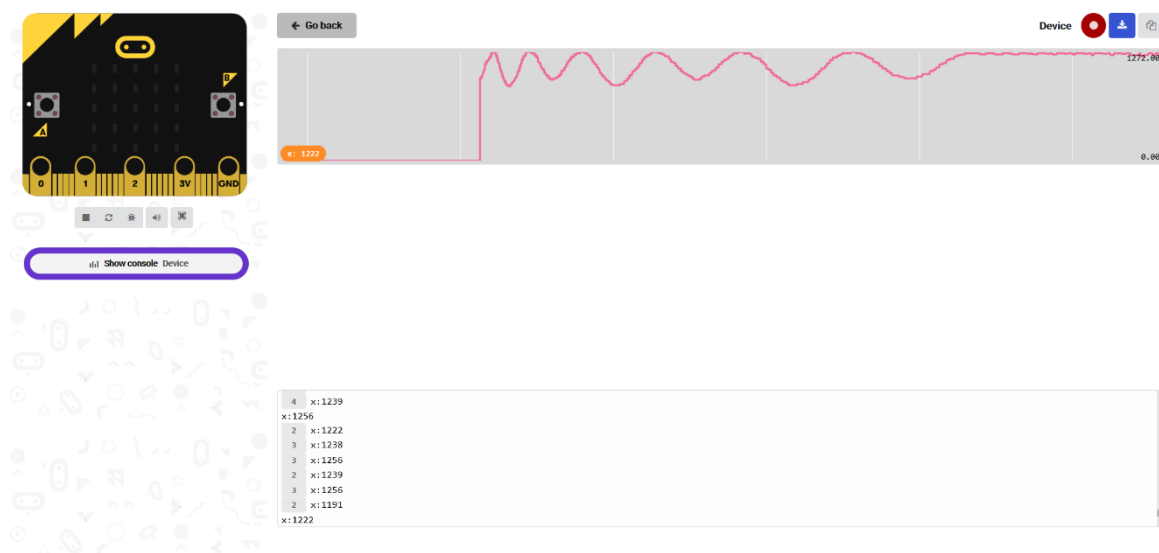 Go back
Device
B
A
0 1 2 3V GND
Show console Device
1272.00
x: 1222
0.00
4 x:1239
x:1256
2 x:1222
3 x:1238
3 x:1256
2 x:1239
3 x:1256
2 x:1191
x:1222